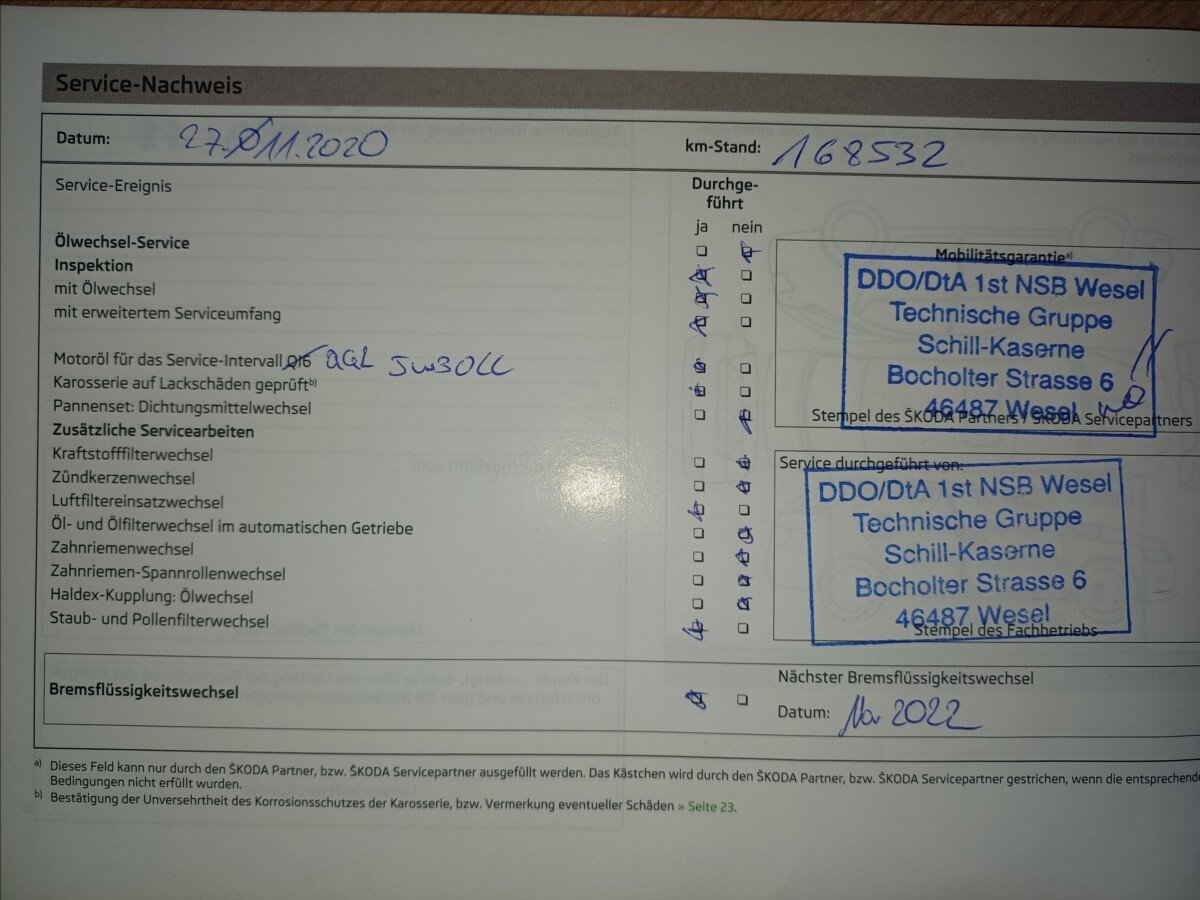 Service-Nachweis
Datum: 27.11.2020
km-Stand: 168532
Service-Ereignis
Durchge-
führt
ja nein
Ölwechsel-Service
Inspektion
mit Ölwechsel
mit erweitertem Serviceumfang
Motoröl für das Service-Intervall QI6 QGL 5w30LL
Karosserie auf Lackschäden geprüft b)
Pannenset: Dichtungsmittelwechsel
Zusätzliche Servicearbeiten
Kraftstofffilterwechsel
Zündkerzenwechsel
Luftfiltereinsatzwechsel
Öl- und Ölfilterwechsel im automatischen Getriebe
Zahnriemenwechsel
Zahnriemen-Spannrollenwechsel
Haldex-Kupplung: Ölwechsel
Staub- und Pollenfilterwechsel
Mobilitätsgarantie a)
DDO/DtA 1st NSB Wesel
Technische Gruppe
Schill-Kaserne
Bocholter Strasse 6
46487 Wesel
Stempel des ŠKODA Partners / ŠKODA Servicepartners
Service durchgeführt von:
DDO/DtA 1st NSB Wesel
Technische Gruppe
Schill-Kaserne
Bocholter Strasse 6
46487 Wesel
Stempel des Fachbetriebs
Bremsflüssigkeitswechsel
Nächster Bremsflüssigkeitswechsel
Datum: Nov 2022
a) Dieses Feld kann nur durch den ŠKODA Partner, bzw. ŠKODA Servicepartner ausgefüllt werden. Das Kästchen wird durch den ŠKODA Partner, bzw. ŠKODA Servicepartner gestrichen, wenn die entsprechende
Bedingungen nicht erfüllt wurden.
b) Bestätigung der Unversehrtheit des Korrosionsschutzes der Karosserie, bzw. Vermerkung eventueller Schäden » Seite 23.